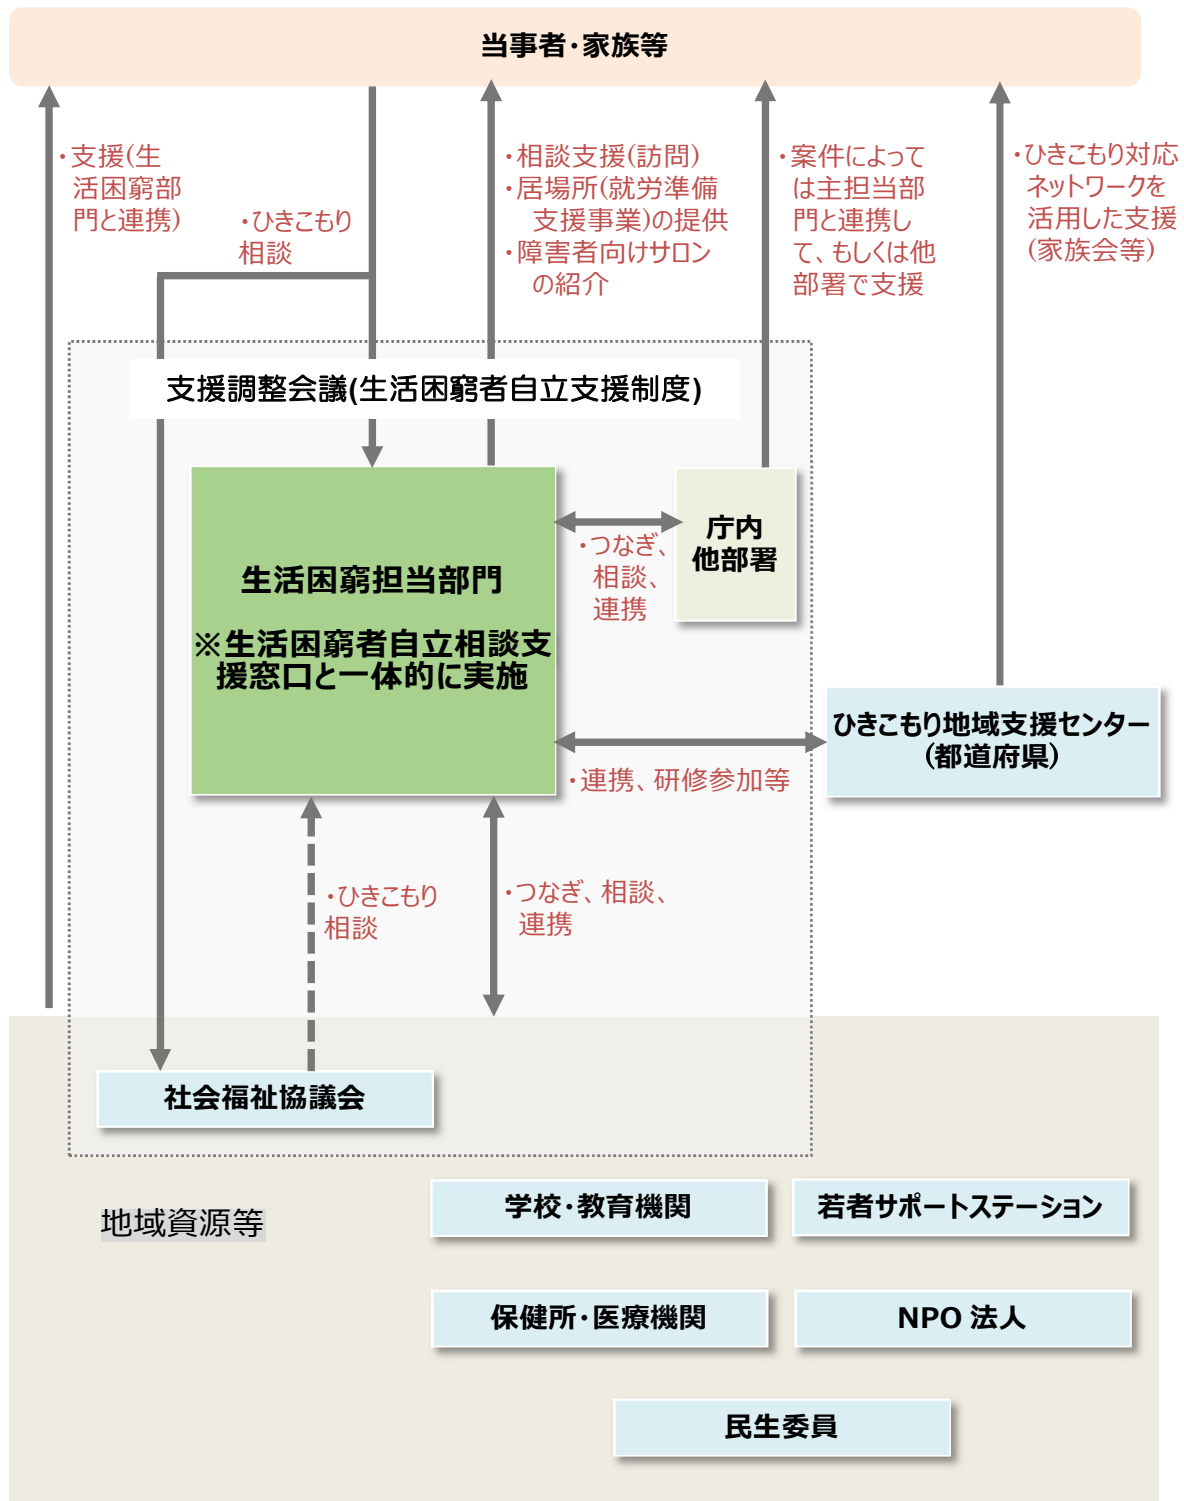 当事者・家族等
・支援(生
活困窮部
門と連携)
・ひきこもり
相談
・相談支援(訪問)
・居場所(就労準備
支援事業)の提供
・障害者向けサロン
の紹介
・案件によって
は主担当部
門と連携し
て、もしくは他
部署で支援
・ひきこもり対応
ネットワークを
活用した支援
(家族会等)
支援調整会議(生活困窮者自立支援制度)
生活困窮担当部門
※生活困窮者自立相談支
援窓口と一体的に実施
庁内
他部署
・つなぎ、
相談、
連携
ひきこもり地域支援センター
(都道府県)
・連携、研修参加等
・ひきこもり
相談
・つなぎ、相談、
連携
社会福祉協議会
地域資源等
学校・教育機関
若者サポートステーション
保健所・医療機関
NPO 法人
民生委員